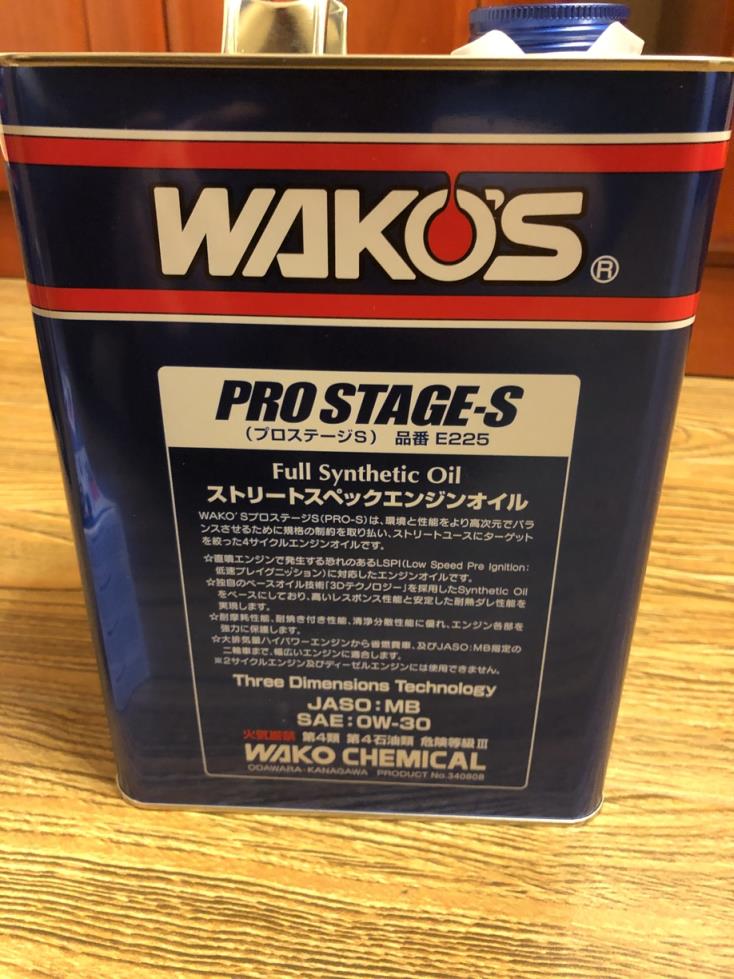 WAKO'S®
PRO STAGE-S
(プロステージS) 品番 E225
Full Synthetic Oil
ストリートスペックエンジンオイル
WAKO'SプロステージS(PRO-S)は、環境と性能をより高次元でバラ
ンスさせるために規格の制約を取り払い、ストリートユースにターゲット
を絞った4サイクルエンジンオイルです。
☆直噴エンジンで発生する恐れのあるLSPI(Low Speed Pre Ignition:
低速プレイグニッション)に対応したエンジンオイルです。
☆独自のベースオイル技術「3Dテクノロジー」を採用したSynthetic Oil
をベースにしており、高いレスポンス性能と安定した耐熱ダレ性能を
実現します。
☆耐摩耗性能、耐焼き付き性能、清浄分散性能に優れ、エンジン各部を
強力に保護します。
☆大排気量ハイパワーエンジンから省燃費車、及びJASO:MB指定の
二輪車まで、幅広いエンジンに適合します。
※2サイクルエンジン及びディーゼルエンジンには使用できません。
Three Dimensions Technology
JASO:MB
SAE:0W-30
火気厳禁 第4類 第4石油類 危険等級Ⅲ
WAKO CHEMICAL
ODAWARA・KANAGAWA PRODUCT No.340808